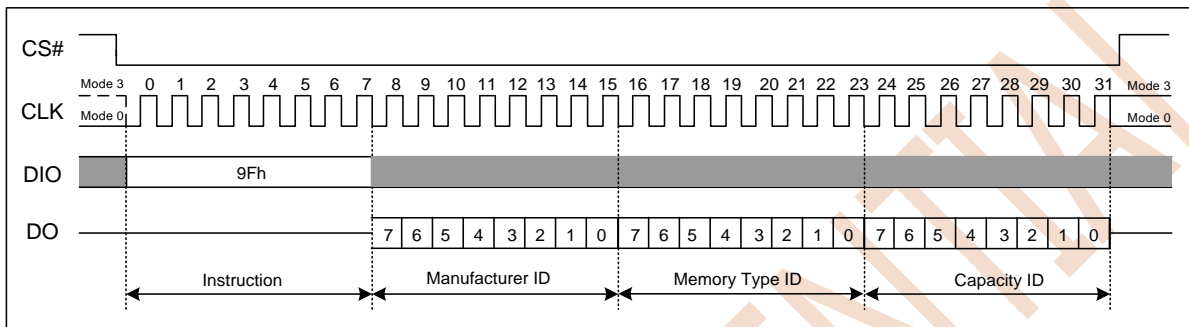 CS#
Mode 3 0 1 2 3 4 5 6 7 8 9 10 11 12 13 14 15 16 17 18 19 20 21 22 23 24 25 26 27 28 29 30 31 Mode 3
CLK
Mode 0 Mode 0
DIO 9Fh
DO 7 6 5 4 3 2 1 0 7 6 5 4 3 2 1 0 7 6 5 4 3 2 1 0
Instruction Manufacturer ID Memory Type ID Capacity ID